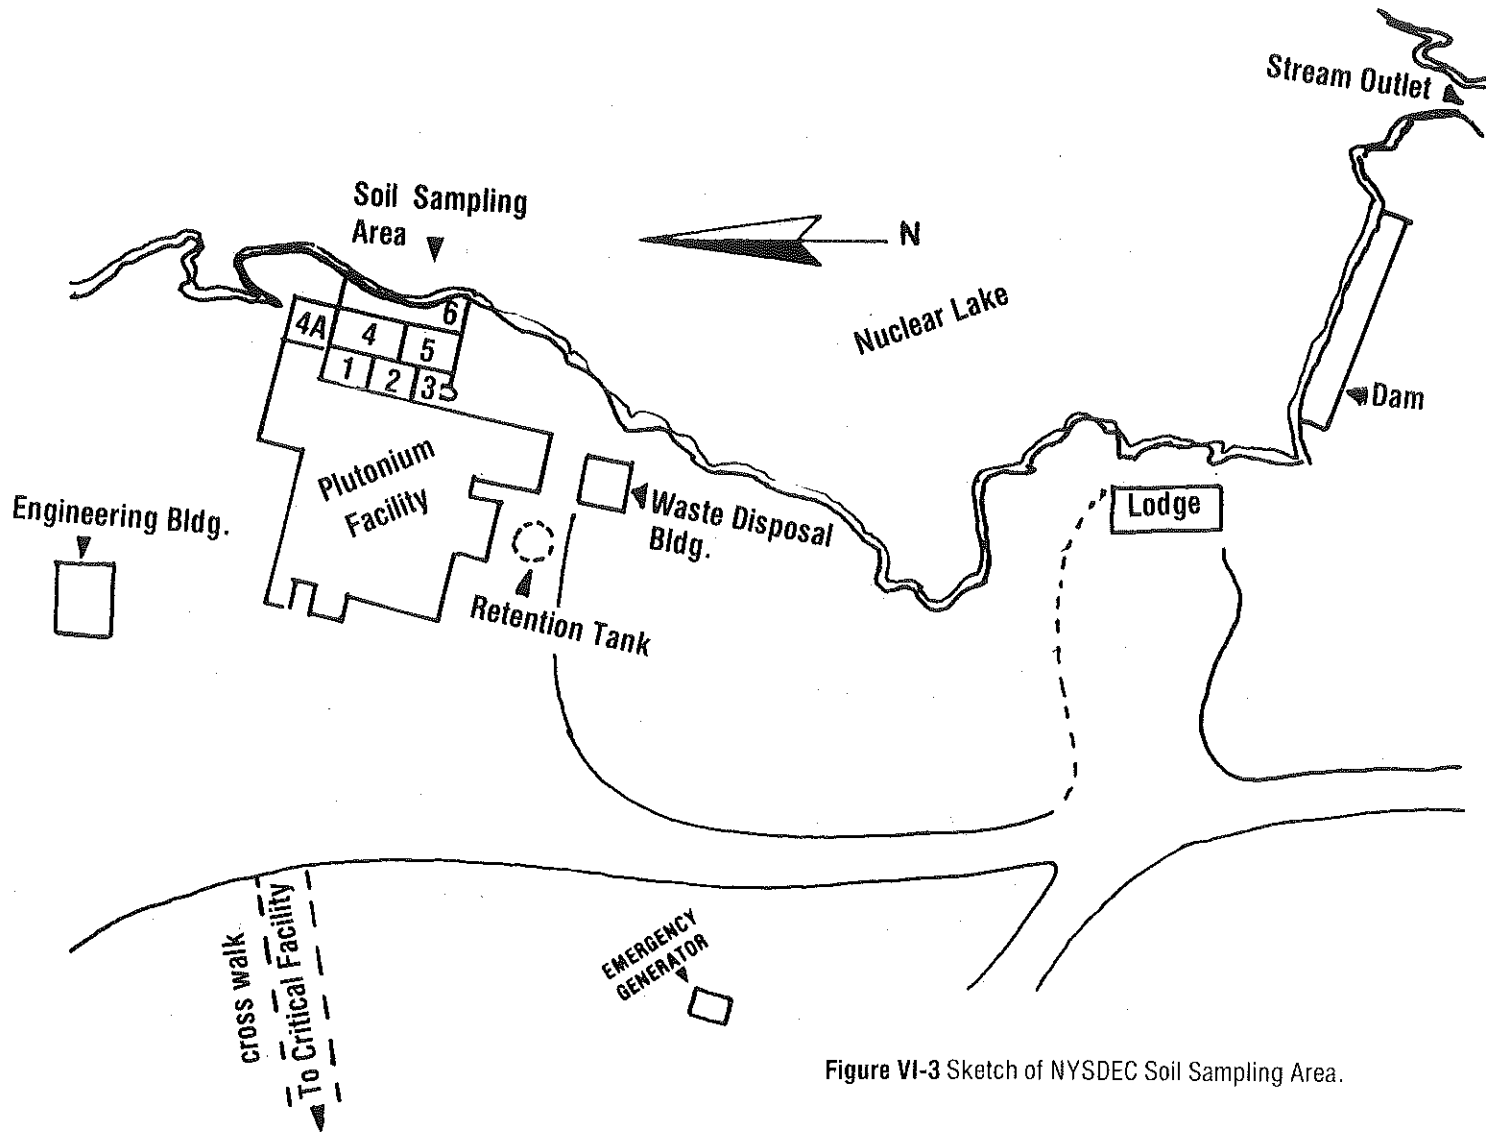 Stream Outlet
Soil Sampling
Area
N
Nuclear Lake
6
4A
4
5
1
2
3
Dam
Plutonium
Facility
Lodge
Engineering Bldg.
Waste Disposal
Bldg.
Retention Tank
cross walk
To Critical Facility
EMERGENCY
GENERATOR
Figure VI-3 Sketch of NYSDEC Soil Sampling Area.